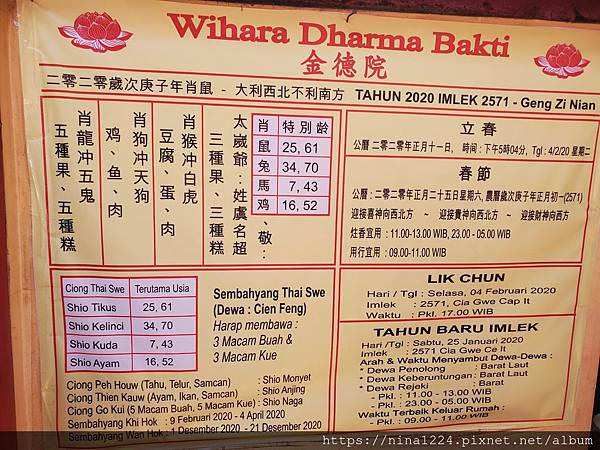 Wihara Dharma Bakti
金德院
二零二零歲次庚子年肖鼠 - 大利西北不利南方 TAHUN 2020 IMLEK 2571 - Geng Zi Nian
肖 特別齡
鼠 25, 61
兔 34, 70
馬 7, 43
鸡 16, 52
太歲爺：姓虞名超、敬：
三種果、三種糕
肖猴冲白虎
豆腐、蛋、肉
肖狗冲天狗
鸡、鱼、肉
肖龍冲五鬼
五種果、五種糕
立春
公曆 二零二零年正月十一日, 時間 : 下午5時04分, Tgl : 4/2/20 星期二
春節
公曆 : 二零二零年正月二十五日星期六, 農曆歲次庚子年正月初一(2571)
迎接喜神向西北方 ~ 迎接貴神向西北方 ~ 迎接財神向西方
炷香宜用 : 11.00-13.00 WIB, 23.00 - 05.00 WIB
用行宜用 : 09.00-11.00 WIB
Ciong Thai Swe Terutama Usia
Shio Tikus 25, 61
Shio Kelinci 34, 70
Shio Kuda 7, 43
Shio Ayam 16, 52
Sembahyang Thai Swe
(Dewa : Cien Feng)
Harap membawa :
3 Macam Buah &
3 Macam Kue
Ciong Peh Houw (Tahu, Telur, Samcan) : Shio Monyet
Ciong Thien Kauw (Ayam, Ikan, Samcan) : Shio Anjing
Ciong Go Kui (5 Macam Buah, 5 Macam Kue) : Shio Naga
Sembahyang Khi Hok : 9 Februari 2020 - 4 April 2020
Sembahyang Wan Hok : 1 Desember 2020 - 21 Desember 2020
LIK CHUN
Hari / Tgl : Selasa, 04 Februari 2020
Imlek : 2571, Cia Gwe Cap It
Waktu : Pkl. 17.00 WIB
TAHUN BARU IMLEK
Hari /Tgl : Sabtu, 25 Januari 2020
Imlek : 2571 Cia Gwe Ce It
Arah & Waktu Menyambut Dewa-Dewa :
* Dewa Penolong : Barat Laut
* Dewa Keberuntungan : Barat Laut
* Dewa Rejeki : Barat
- Pkl. : 11.00 - 13.00 WIB
- Pkl. : 23.00 - 05.00 WIB
Waktu Terbaik Keluar Rumah :
- Pkl. : 09.00 - 11.00 WIB
https://nina1224.pixnet.net/album